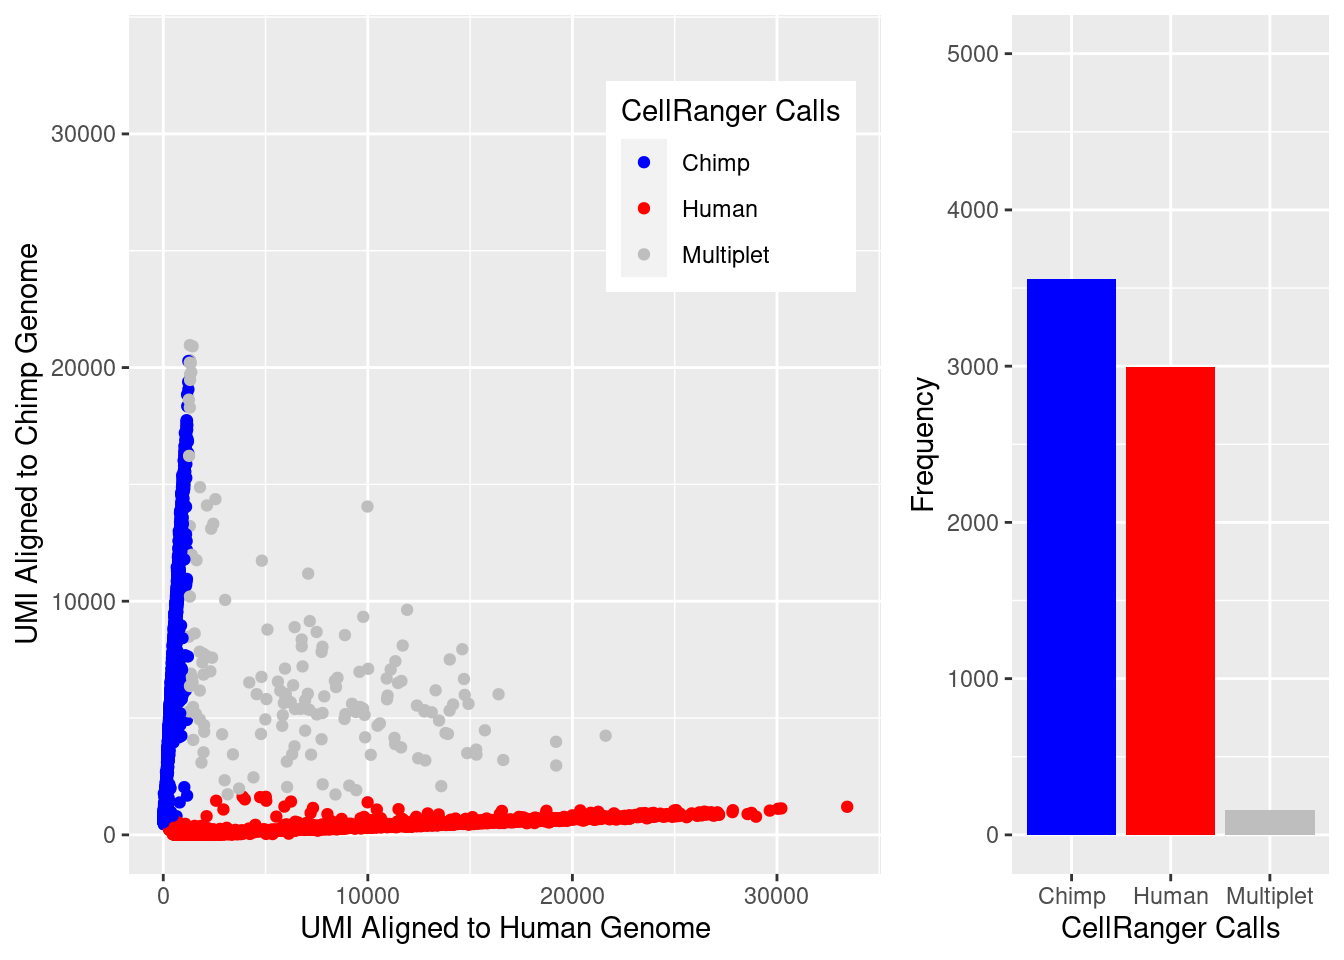 UMI Aligned to Chimp Genome
30000
20000
10000
0
0
10000
20000
30000
UMI Aligned to Human Genome
CellRanger Calls
Chimp
Human
Multiplet
Frequency
5000
4000
3000
2000
1000
0
Chimp
Human
Multiplet
CellRanger Calls